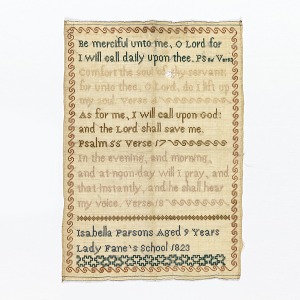 Be merciful unto me, O Lord for
I will call daily upon thee. Ps 86 Vers
Comfort the soul of thy servant:
for unto thee, O Lord, do I lift up
my soul. Verse
As for me, I will call upon God:
and the Lord shall save me.
Psalm 55 Verse 17
In the evening, and morning,
and at noon-day will I pray, and
that instantly, and he shall hear
my voice. Verse 18
Isabella Parsons Aged 9 Years
Lady Fane's School 1823